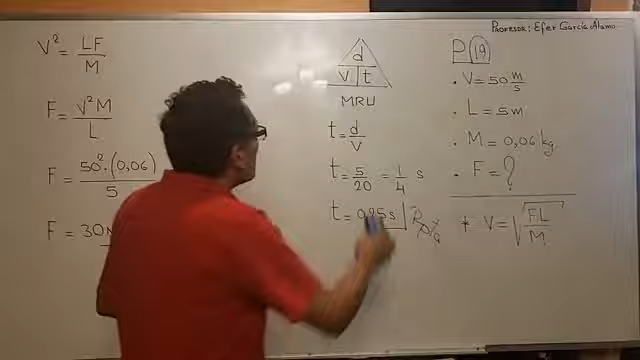 PROFESOR: Efer García Álamo
V² = LF/M
F = V²M/L
F = 50²·(0,06)/5
F = 30
d
V t
MRU
t = d/V
t = 5/20 = 1/4 s
t = 0,25 s
P 19
· V = 50 m/s
· L = 5m
· M = 0,06 kg.
· F = ?
* V = √FL/M